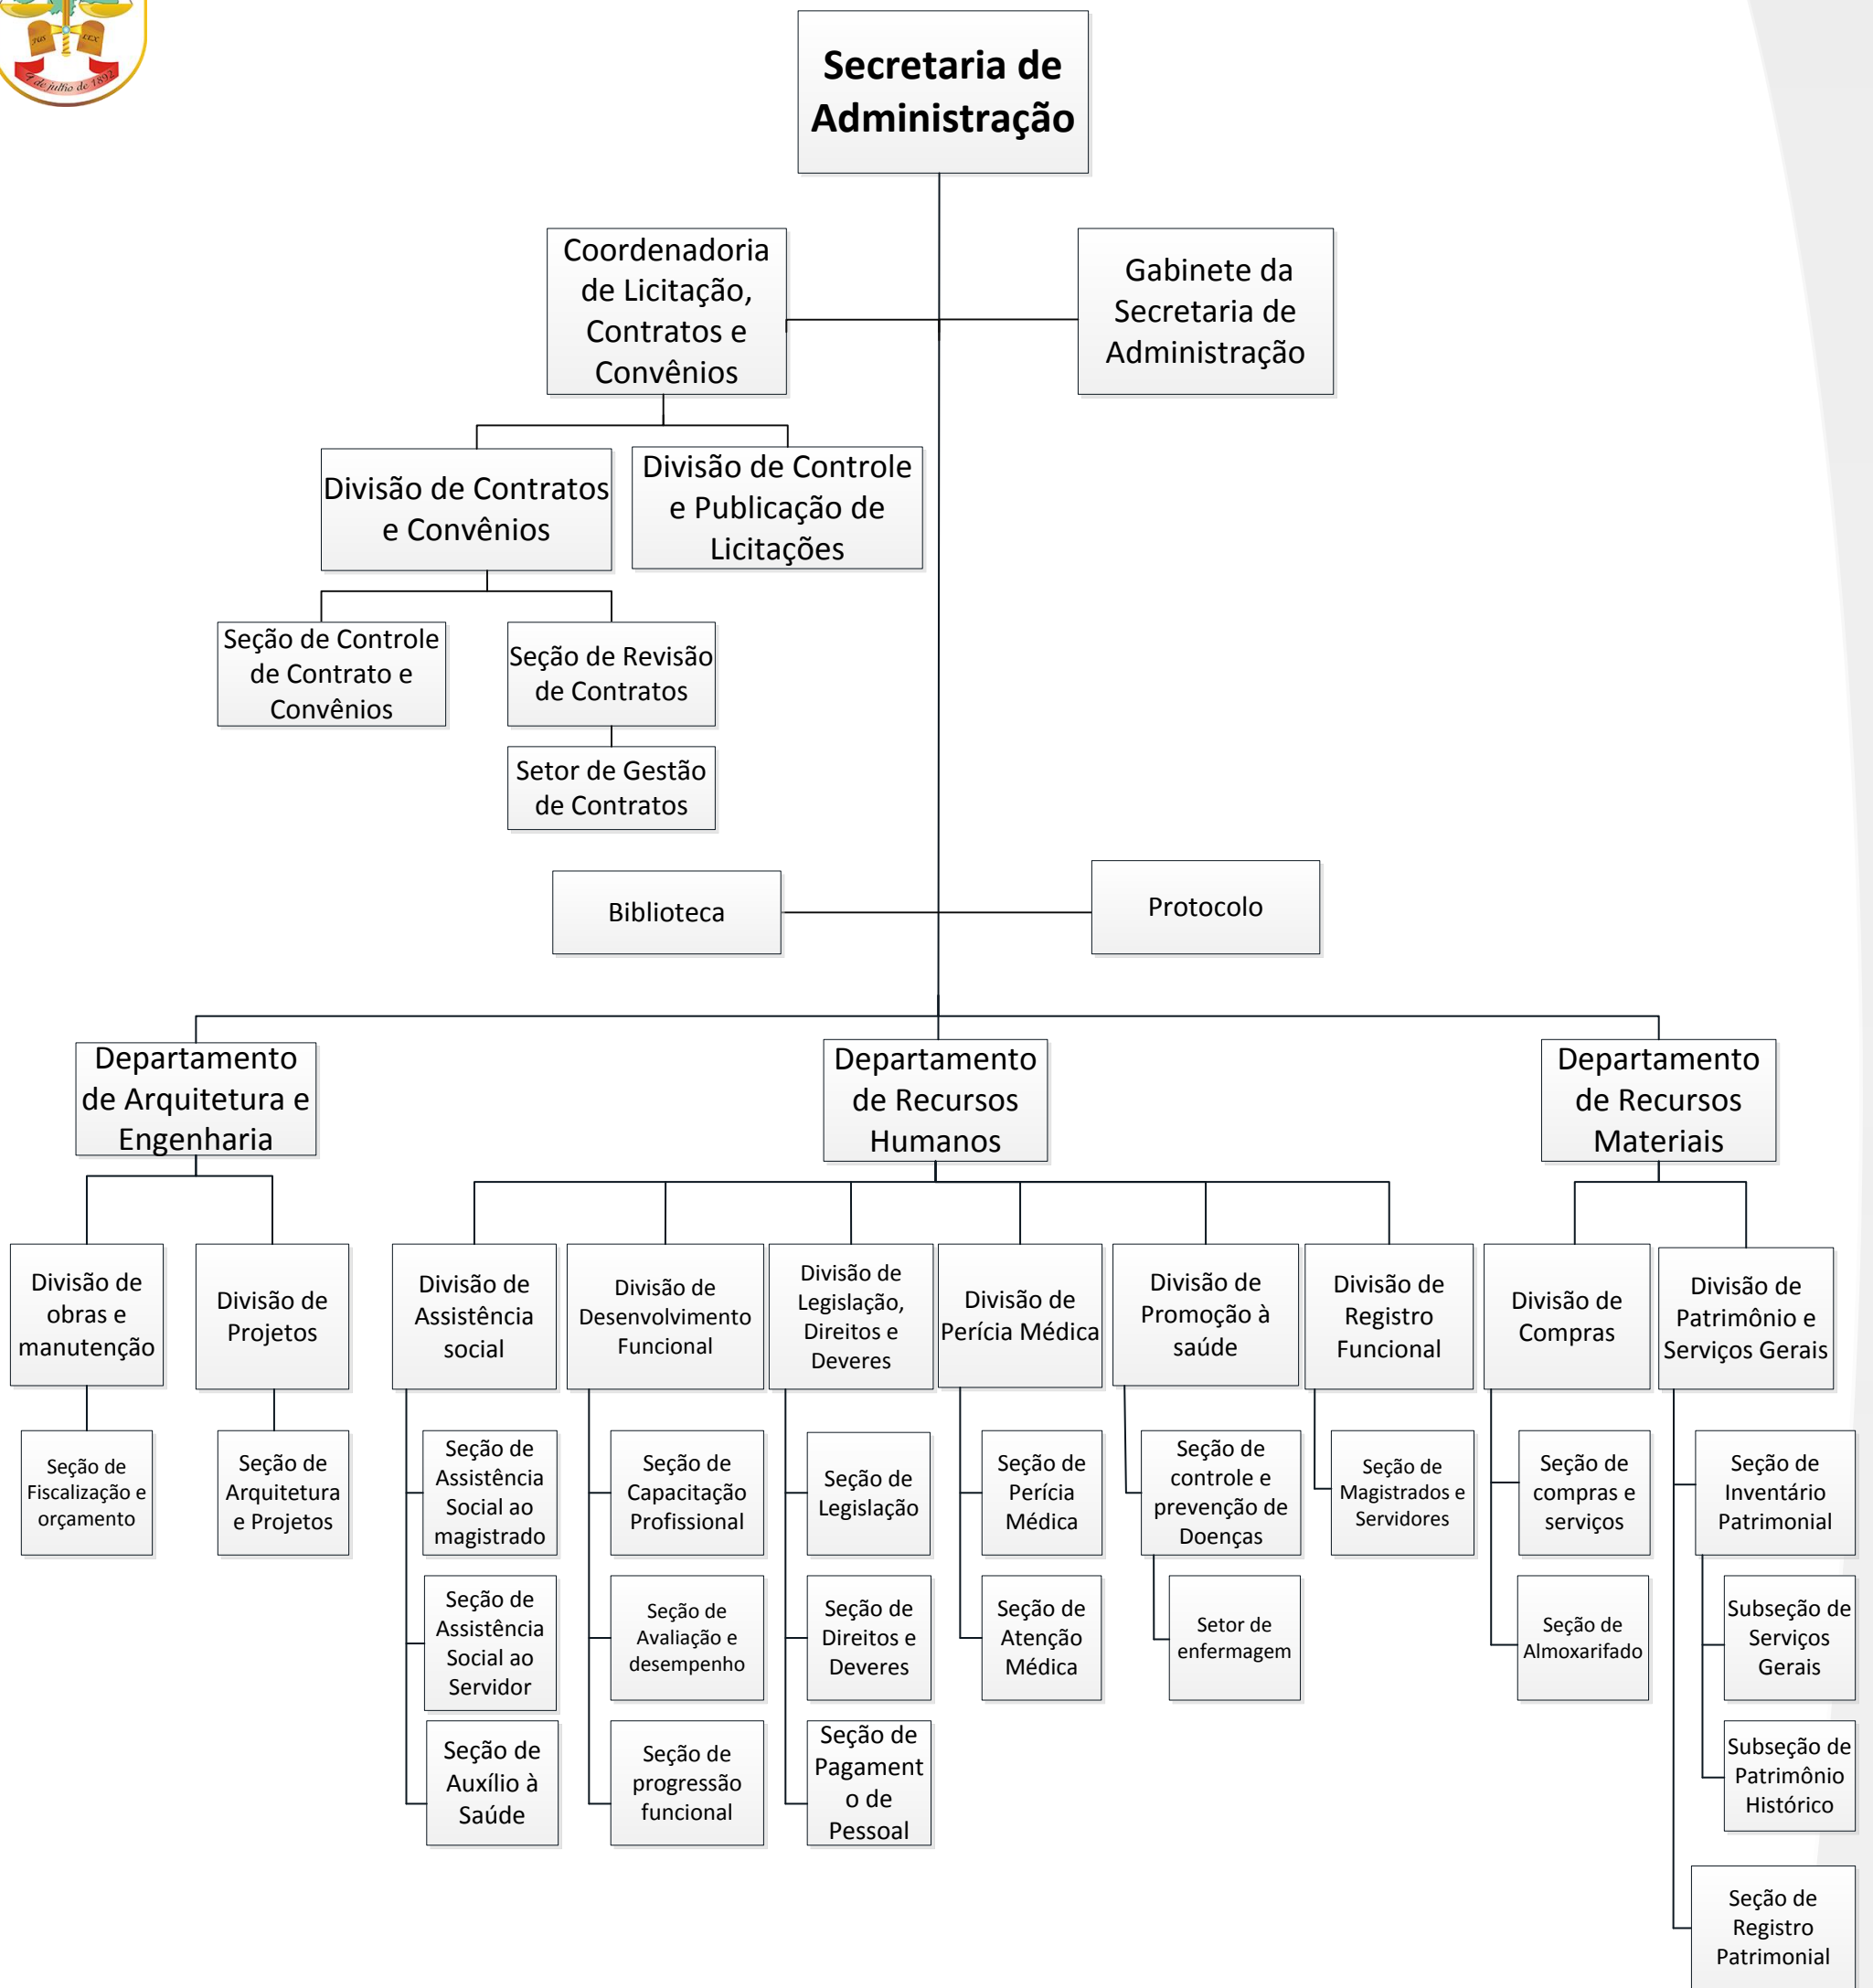 JUS
LEX
4 de julho de 1892
Secretaria de
Administração
Coordenadoria
de Licitação,
Contratos e
Convênios
Gabinete da
Secretaria de
Administração
Divisão de Contratos
e Convênios
Divisão de Controle
e Publicação de
Licitações
Seção de Controle
de Contrato e
Convênios
Seção de Revisão
de Contratos
Setor de Gestão
de Contratos
Biblioteca
Protocolo
Departamento
de Arquitetura e
Engenharia
Departamento
de Recursos
Humanos
Departamento
de Recursos
Materiais
Divisão de
obras e
manutenção
Divisão de
Projetos
Divisão de
Assistência
social
Divisão de
Desenvolvimento
Funcional
Divisão de
Legislação,
Direitos e
Deveres
Divisão de
Perícia Médica
Divisão de
Promoção à
saúde
Divisão de
Registro
Funcional
Divisão de
Compras
Divisão de
Patrimônio e
Serviços Gerais
Seção de
Fiscalização e
orçamento
Seção de
Arquitetura
e Projetos
Seção de
Assistência
Social ao
magistrado
Seção de
Capacitação
Profissional
Seção de
Legislação
Seção de
Perícia
Médica
Seção de
controle e
prevenção de
Doenças
Seção de
Magistrados e
Servidores
Seção de
compras e
serviços
Seção de
Inventário
Patrimonial
Seção de
Assistência
Social ao
Servidor
Seção de
Avaliação e
desempenho
Seção de
Direitos e
Deveres
Seção de
Atenção
Médica
Setor de
enfermagem
Seção de
Almoxarifado
Subseção de
Serviços
Gerais
Seção de
Auxílio à
Saúde
Seção de
progressão
funcional
Seção de
Pagament
o de
Pessoal
Subseção de
Patrimônio
Histórico
Seção de
Registro
Patrimonial